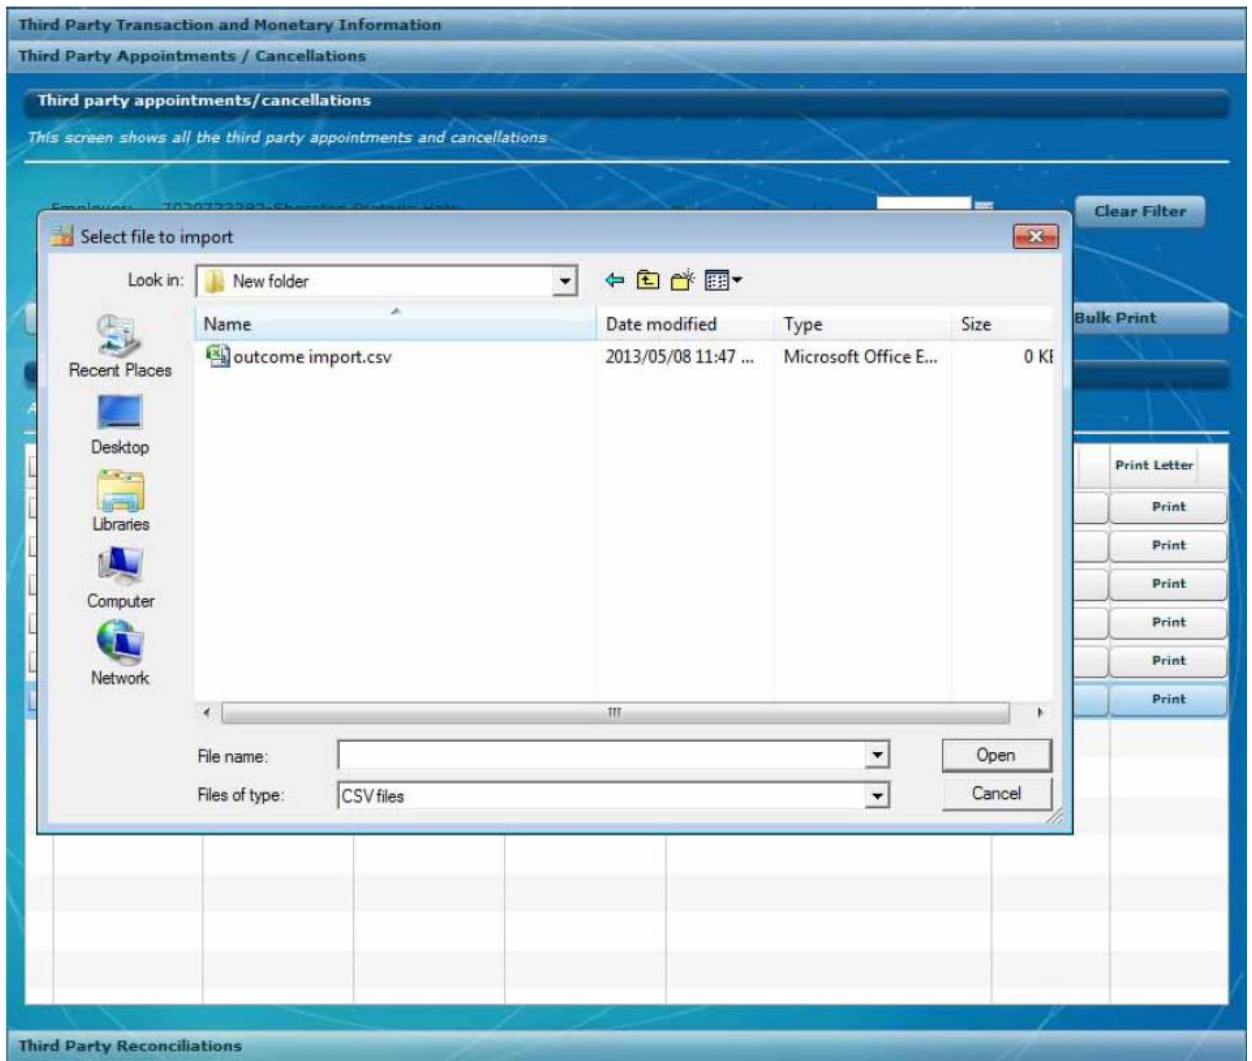 Third Party Transaction and Monetary Information
Third Party Appointments / Cancellations
Third party appointments/cancellations
This screen shows all the third party appointments and cancellations
Clear Filter
Select file to import
Look in: New folder
Name Date modified Type Size
Bulk Print
outcome import.csv 2013/05/08 11:47 ... Microsoft Office E... 0 KE
Recent Places
Desktop
Print Letter
Print
Libraries
Print
Print
Computer
Print
Print
Network
Print
File name: Open
Files of type: CSV files Cancel
Third Party Reconciliations